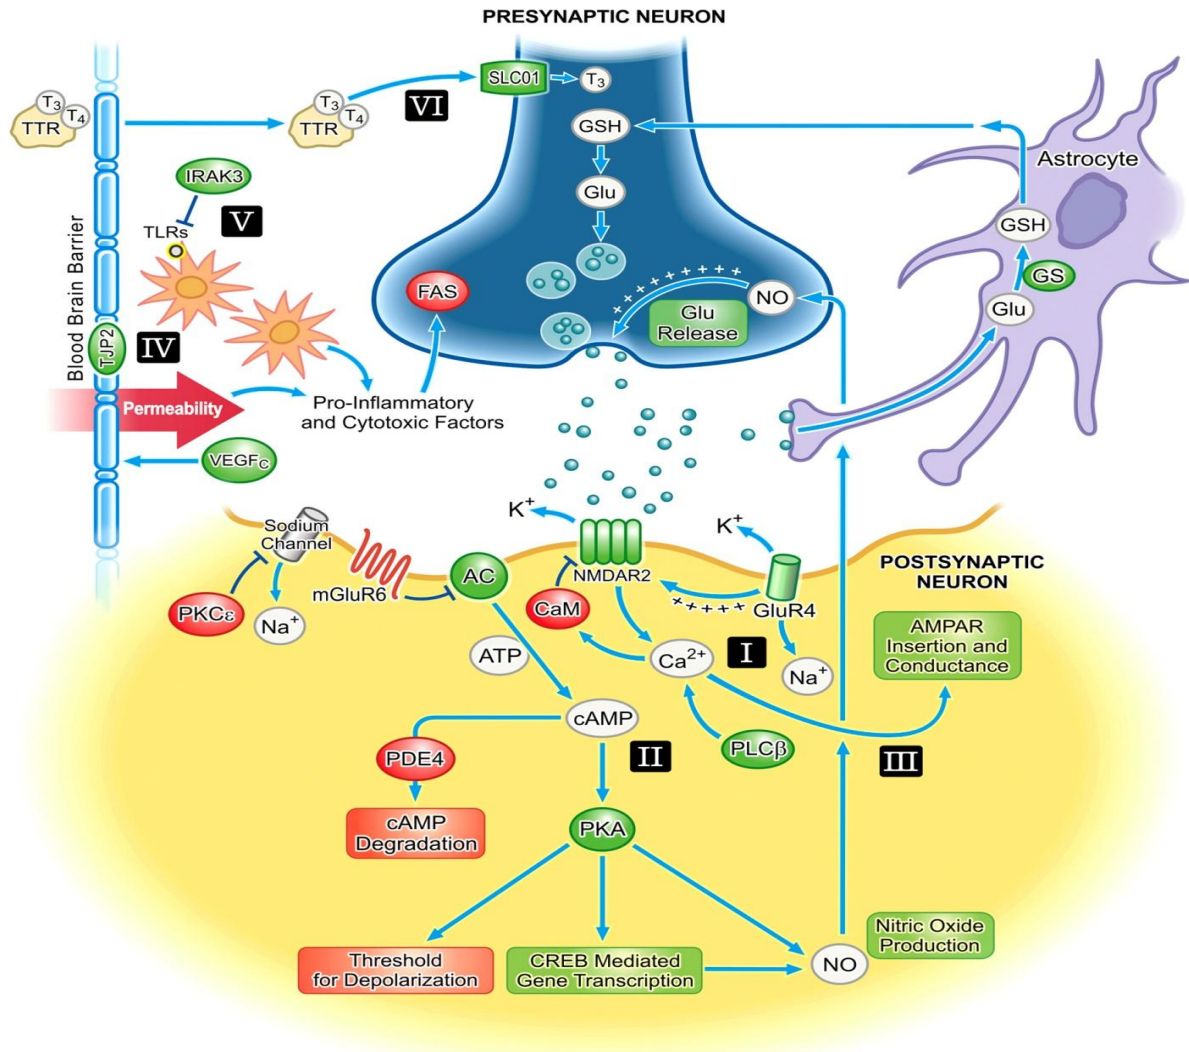 PRESYNAPTIC NEURON
T3
T4
TTR
T3
T4
TTR
VI
SLC01
T3
GSH
Glu
Astrocyte
GSH
GS
Glu
IRAK3
V
TLRs
Blood Brain Barrier
TJP2
IV
FAS
+++++++++
NO
Glu
Release
Permeability
Pro-Inflammatory
and Cytotoxic Factors
VEGFC
K+
K+
Sodium
Channel
mGluR6
AC
NMDAR2
+++++
GluR4
POSTSYNAPTIC
NEURON
PKCε
Na+
CaM
ATP
Ca2+
I
Na+
AMPAR
Insertion and
Conductance
cAMP
II
PLCβ
III
PDE4
cAMP
Degradation
PKA
Threshold
for Depolarization
CREB Mediated
Gene Transcription
NO
Nitric Oxide
Production